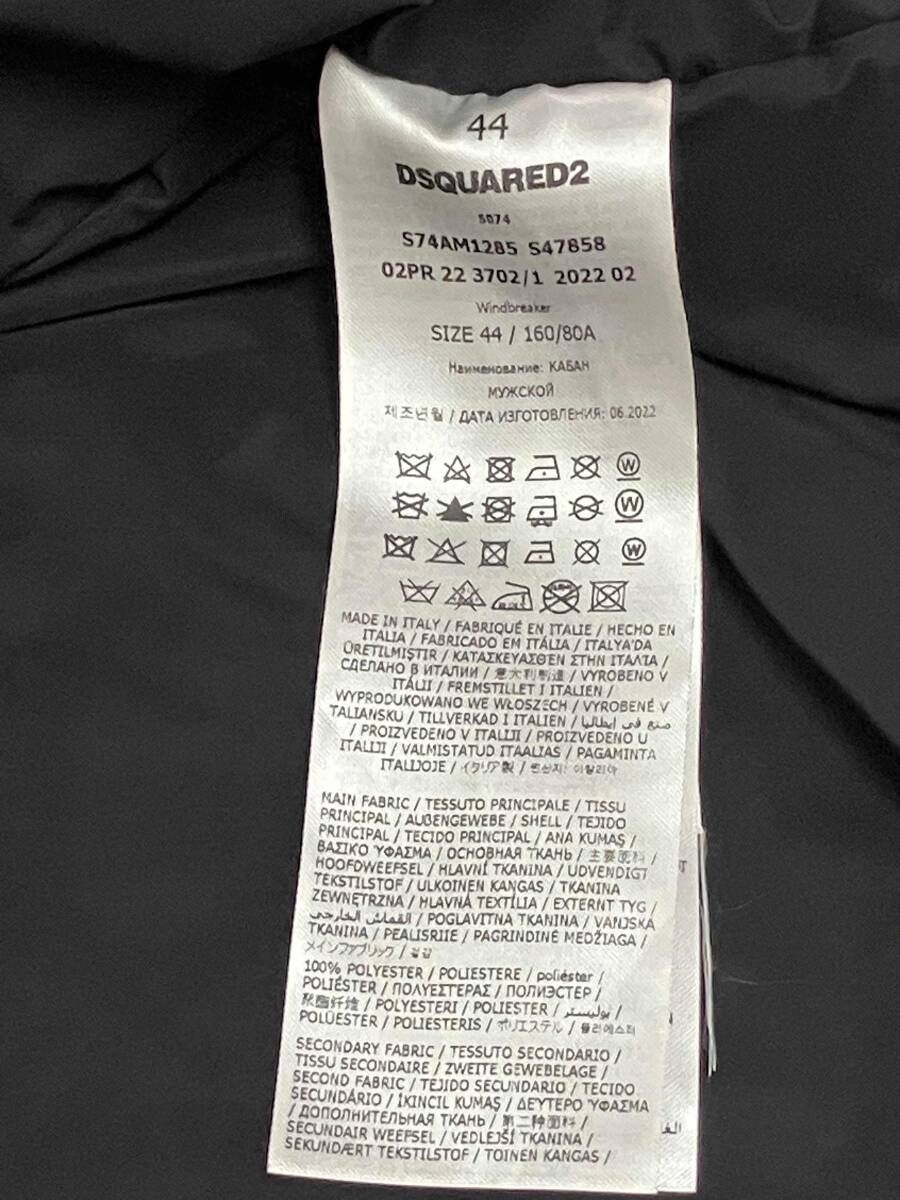 44
DSQUARED2
S074
S74AM1285 S47858
02PR 22 3702/1 2022 02
Windbreaker
SIZE 44 / 160/80A
Наименование: КАБАН
МУЖСКОЙ
제조년월 / ДАТА ИЗГОТОВЛЕНИЯ: 06.2022
W
W
W
MADE IN ITALY / FABRIQUÉ EN ITALIE / HECHO EN
ITALIA / FABRICADO EM ITÁLIA / ITALYA'DA
ÜRETILMIŞTIR / ΚΑΤΑΣΚΕΥΑΣΘΕΝ ΣΤΗΝ ΙΤΑΛΙΑ /
СДЕЛАНО В ИТАЛИИ / 意大利制造 / VYROBENO V
ITÁLII / FREMSTILLET I ITALIEN /
WYPRODUKOWANO WE WŁOSZECH / VYROBENÉ V
TALIANSKU / TILLVERKAD I ITALIEN / صنع في إيطاليا
/ PROIZVEDENO V ITALIJI / PROIZVEDENO U
ITALIJI / VALMISTATUD ITAALIAS / PAGAMINTA
ITALIJOJE / イタリア製 / 원산지: 이탈리아
MAIN FABRIC / TESSUTO PRINCIPALE / TISSU
PRINCIPAL / AUßENGEWEBE / SHELL / TEJIDO
PRINCIPAL / TECIDO PRINCIPAL / ANA KUMAŞ /
ΒΑΣΙΚΟ ΥΦΑΣΜΑ / ОСНОВНАЯ ТКАНЬ / 主要面料 /
HOOFDWEEFSEL / HLAVNÍ TKANINA / UDVENDIGT
TEKSTILSTOF / ULKOINEN KANGAS / TKANINA
ZEWNĘTRZNA / HLAVNÁ TEXTÍLIA / EXTERNT TYG /
القماش الخارجي / POGLAVITNA TKANINA / VANJSKA
TKANINA / PEALISRIIE / PAGRINDINĖ MEDŽIAGA /
メインファブリック / 겉감
100% POLYESTER / POLIESTERE / poliéster /
POLIÉSTER / ΠΟΛΥΕΣΤΕΡΑΣ / ПОЛИЭСТЕР /
聚酯纤维 / POLYESTERI / POLIESTER / بوليستر /
POLÜESTER / POLIESTERIS / ポリエステル / 폴리에스터
SECONDARY FABRIC / TESSUTO SECONDARIO /
TISSU SECONDAIRE / ZWEITE GEWEBELAGE /
SECOND FABRIC / TEJIDO SECUNDARIO / TECIDO
SECUNDÁRIO / İKINCIL KUMAŞ / ΔΕΥΤΕΡΟ ΎΦΑΣΜΑ
/ ДОПОЛНИТЕЛЬНАЯ ТКАНЬ / 第二种面料 /
SECUNDAIR WEEFSEL / VEDLEJŠÍ TKANINA /
SEKUNDÆRT TEKSTILSTOF / TOINEN KANGAS /